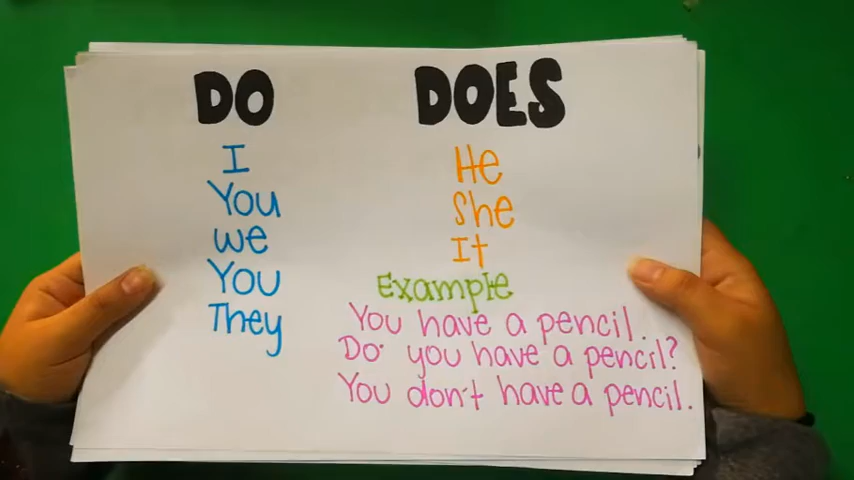 DO
I
You
we
You
They
DOES
He
She
It
Example
You have a pencil.
Do you have a pencil?
You don't have a pencil.